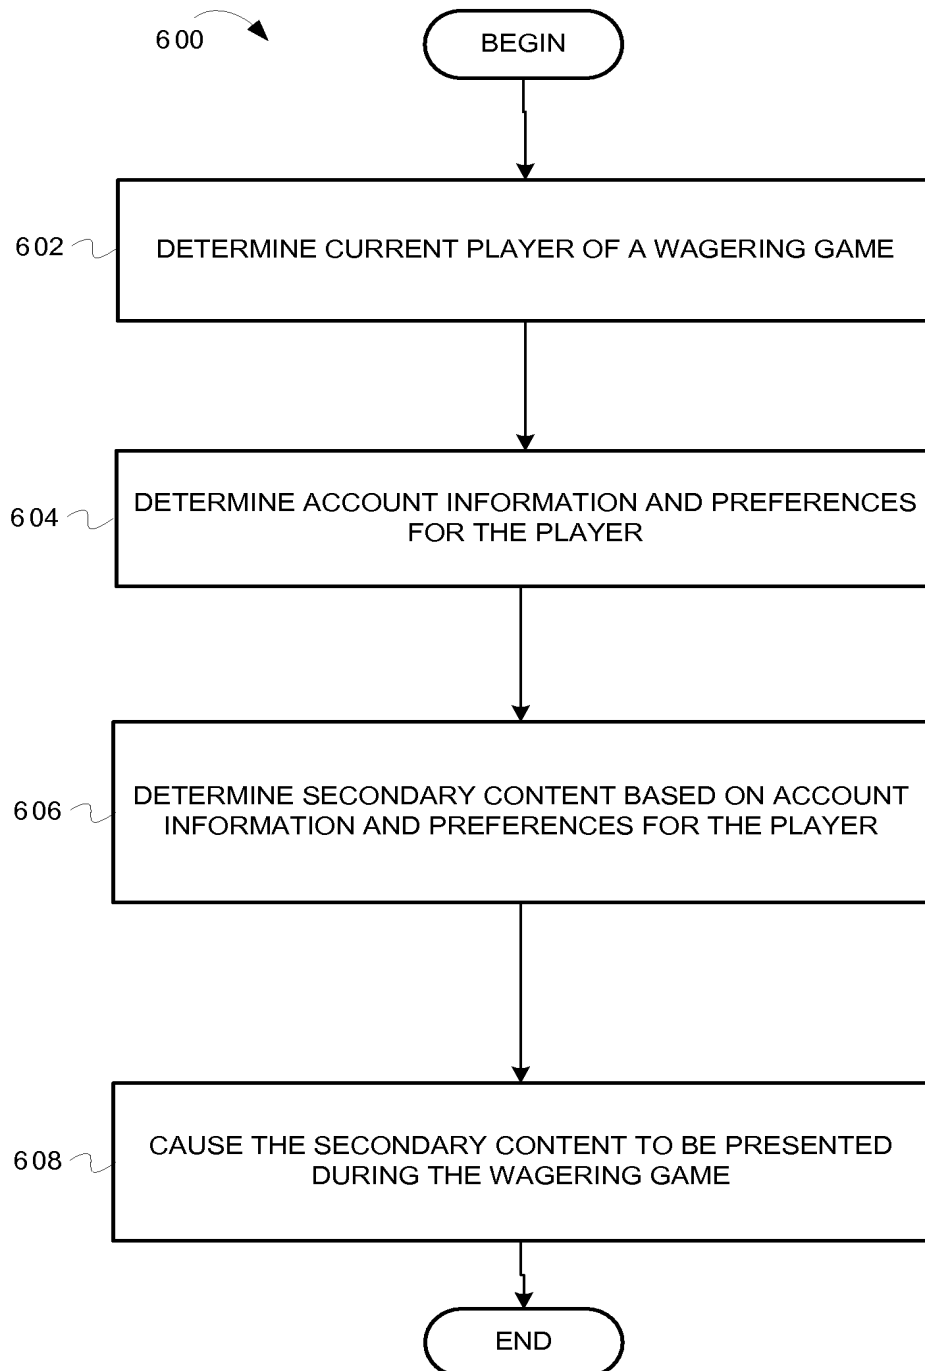 600
BEGIN
602
DETERMINE CURRENT PLAYER OF A WAGERING GAME
604
DETERMINE ACCOUNT INFORMATION AND PREFERENCES
FOR THE PLAYER
606
DETERMINE SECONDARY CONTENT BASED ON ACCOUNT
INFORMATION AND PREFERENCES FOR THE PLAYER
608
CAUSE THE SECONDARY CONTENT TO BE PRESENTED
DURING THE WAGERING GAME
END